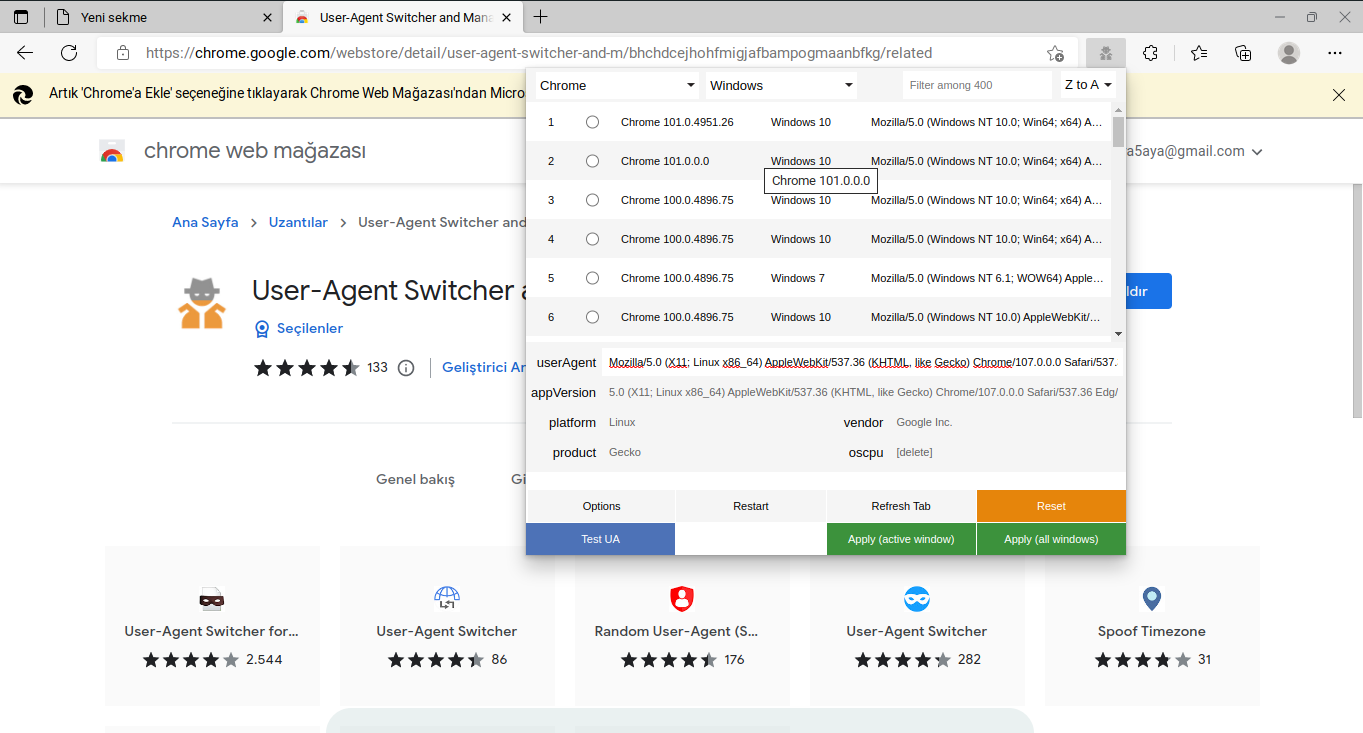 Yeni sekme
User-Agent Switcher and Mana
https://chrome.google.com/webstore/detail/user-agent-switcher-and-m/bhchdcejhohfmigjafbampogmaanbfkg/related
Artık 'Chrome'a Ekle' seçeneğine tıklayarak Chrome Web Mağazası'ndan Micro
chrome web mağazası
a5aya@gmail.com
Ana Sayfa > Uzantılar > User-Agent Switcher and
User-Agent Switcher
Seçilenler
133
Geliştirici Ar
ldır
Genel bakış
Chrome Windows Filter among 400 Z to A
1 Chrome 101.0.4951.26 Windows 10 Mozilla/5.0 (Windows NT 10.0; Win64; x64) A...
2 Chrome 101.0.0.0 Windows 10 Mozilla/5.0 (Windows NT 10.0; Win64; x64) A...
Chrome 101.0.0.0
3 Chrome 100.0.4896.75 Windows 10 Mozilla/5.0 (Windows NT 10.0; Win64; x64) A...
4 Chrome 100.0.4896.75 Windows 10 Mozilla/5.0 (Windows NT 10.0; Win64; x64) A...
5 Chrome 100.0.4896.75 Windows 7 Mozilla/5.0 (Windows NT 6.1; WOW64) Apple...
6 Chrome 100.0.4896.75 Windows 10 Mozilla/5.0 (Windows NT 10.0) AppleWebKit/...
userAgent Mozilla/5.0 (X11; Linux x86_64) AppleWebKit/537.36 (KHTML, like Gecko) Chrome/107.0.0.0 Safari/537.
appVersion 5.0 (X11; Linux x86_64) AppleWebKit/537.36 (KHTML, like Gecko) Chrome/107.0.0.0 Safari/537.36 Edg/
platform Linux vendor Google Inc.
product Gecko oscpu [delete]
Options Restart Refresh Tab Reset
Test UA Apply (active window) Apply (all windows)
User-Agent Switcher for...
2.544
User-Agent Switcher
86
Random User-Agent (S...
176
User-Agent Switcher
282
Spoof Timezone
31